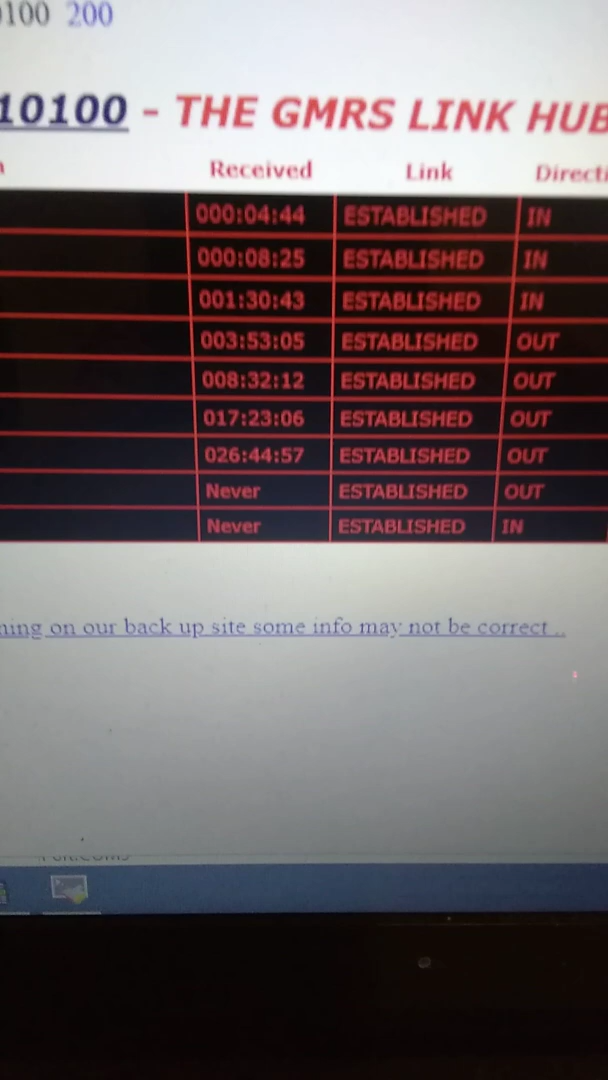 0100 200
10100 - THE GMRS LINK HUB
Received Link Directi
000:04:44 ESTABLISHED IN
000:08:25 ESTABLISHED IN
001:30:43 ESTABLISHED IN
003:53:05 ESTABLISHED OUT
008:32:12 ESTABLISHED OUT
017:23:06 ESTABLISHED OUT
026:44:57 ESTABLISHED OUT
Never ESTABLISHED OUT
Never ESTABLISHED IN
ning on our back up site some info may not be correct ..